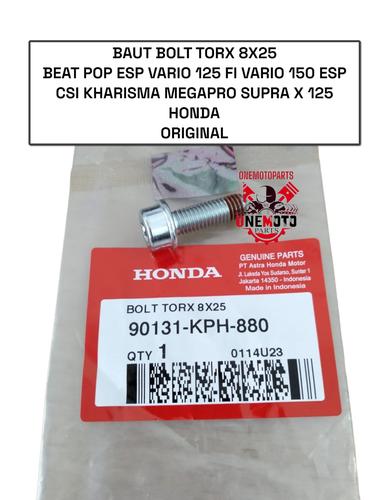 BAUT BOLT TORX 8X25
BEAT POP ESP VARIO 125 FI VARIO 150 ESP
CSI KHARISMA MEGAPRO SUPRA X 125
HONDA
ORIGINAL
ONEMOTOPARTS
ONEMOTO
PARTS
HONDA
GENUINE PARTS
PT Astra Honda Motor
Jl. Laksda Yos Sudarso, Sunter 1
Jakarta 14350 - Indonesia
Made in Indonesia
BOLT TORX 8X25
90131-KPH-880
QTY 1
0114U23